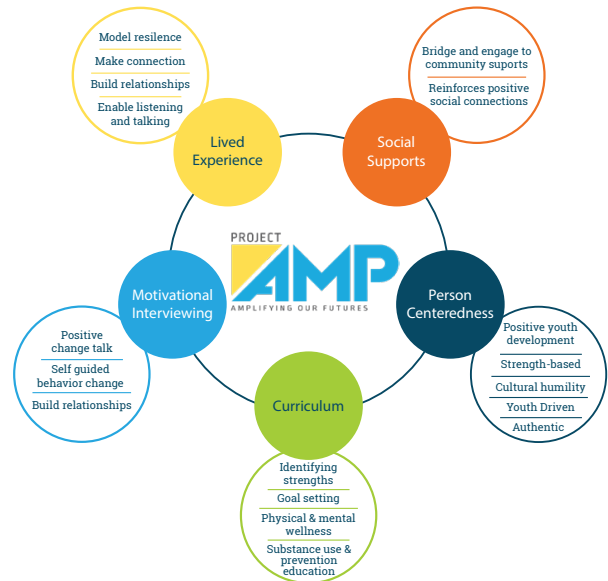 Model resilence
Make connection
Build relationships
Enable listening
and talking
Lived
Experience
Bridge and engage to
community suports
Reinforces positive
social connections
Social
Supports
PROJECT
AMP
AMPLIFYING OUR FUTURES
Motivational
Interviewing
Positive
change talk
Self guided
behavior change
Build relationships
Person
Centeredness
Positive youth
development
Strength-based
Cultural humility
Youth Driven
Authentic
Curriculum
Identifying
strengths
Goal setting
Physical & mental
wellness
Substance use &
prevention
education